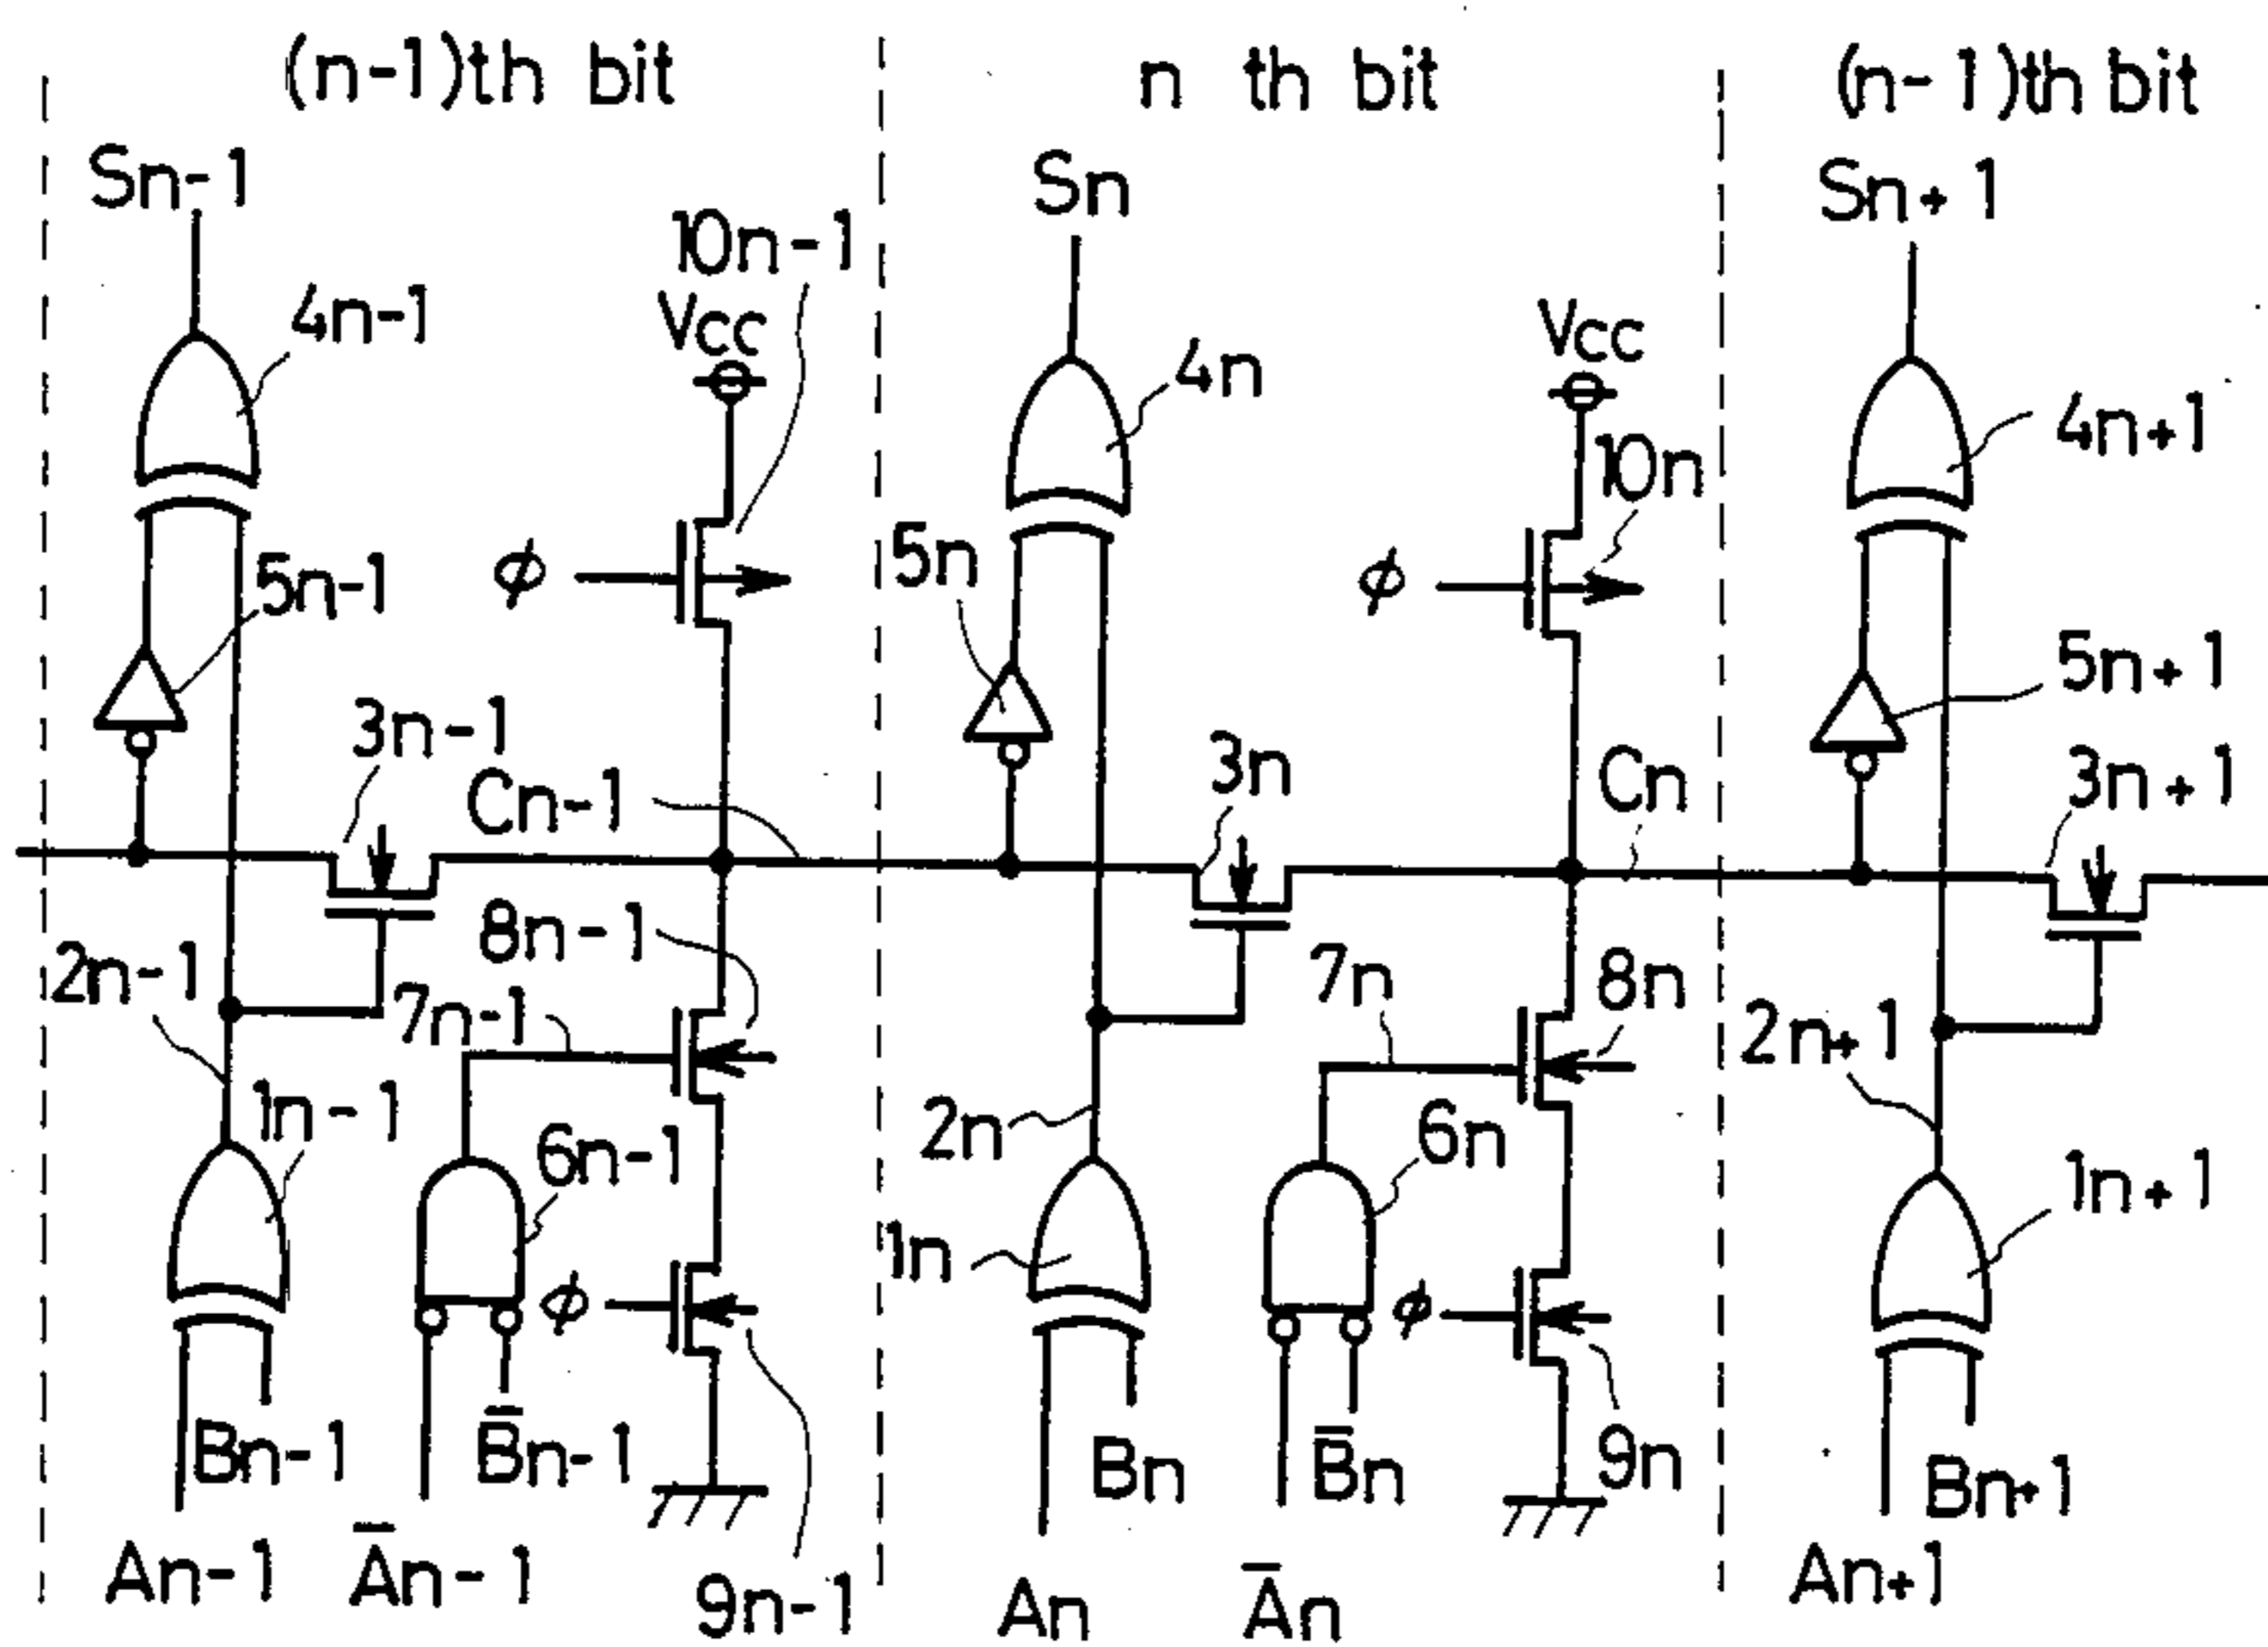 (n-1)th bit
n th bit
(n-1)th bit
Sn-1
Sn
Sn+1
10n-1
Vcc
4n-1
4n
Vcc
10n
4n+1
ϕ
5n-1
5n
ϕ
5n+1
3n-1
Cn-1
3n
Cn
3n+1
8n-1
2n-1
7n-1
7n
8n
2n+1
1n-1
6n-1
2n
6n
1n+1
ϕ
1n
ϕ
Bn-1
B̅n-1
Bn
B̅n
9n
Bn+1
An-1
A̅n-1
9n-1
An
A̅n
An+1